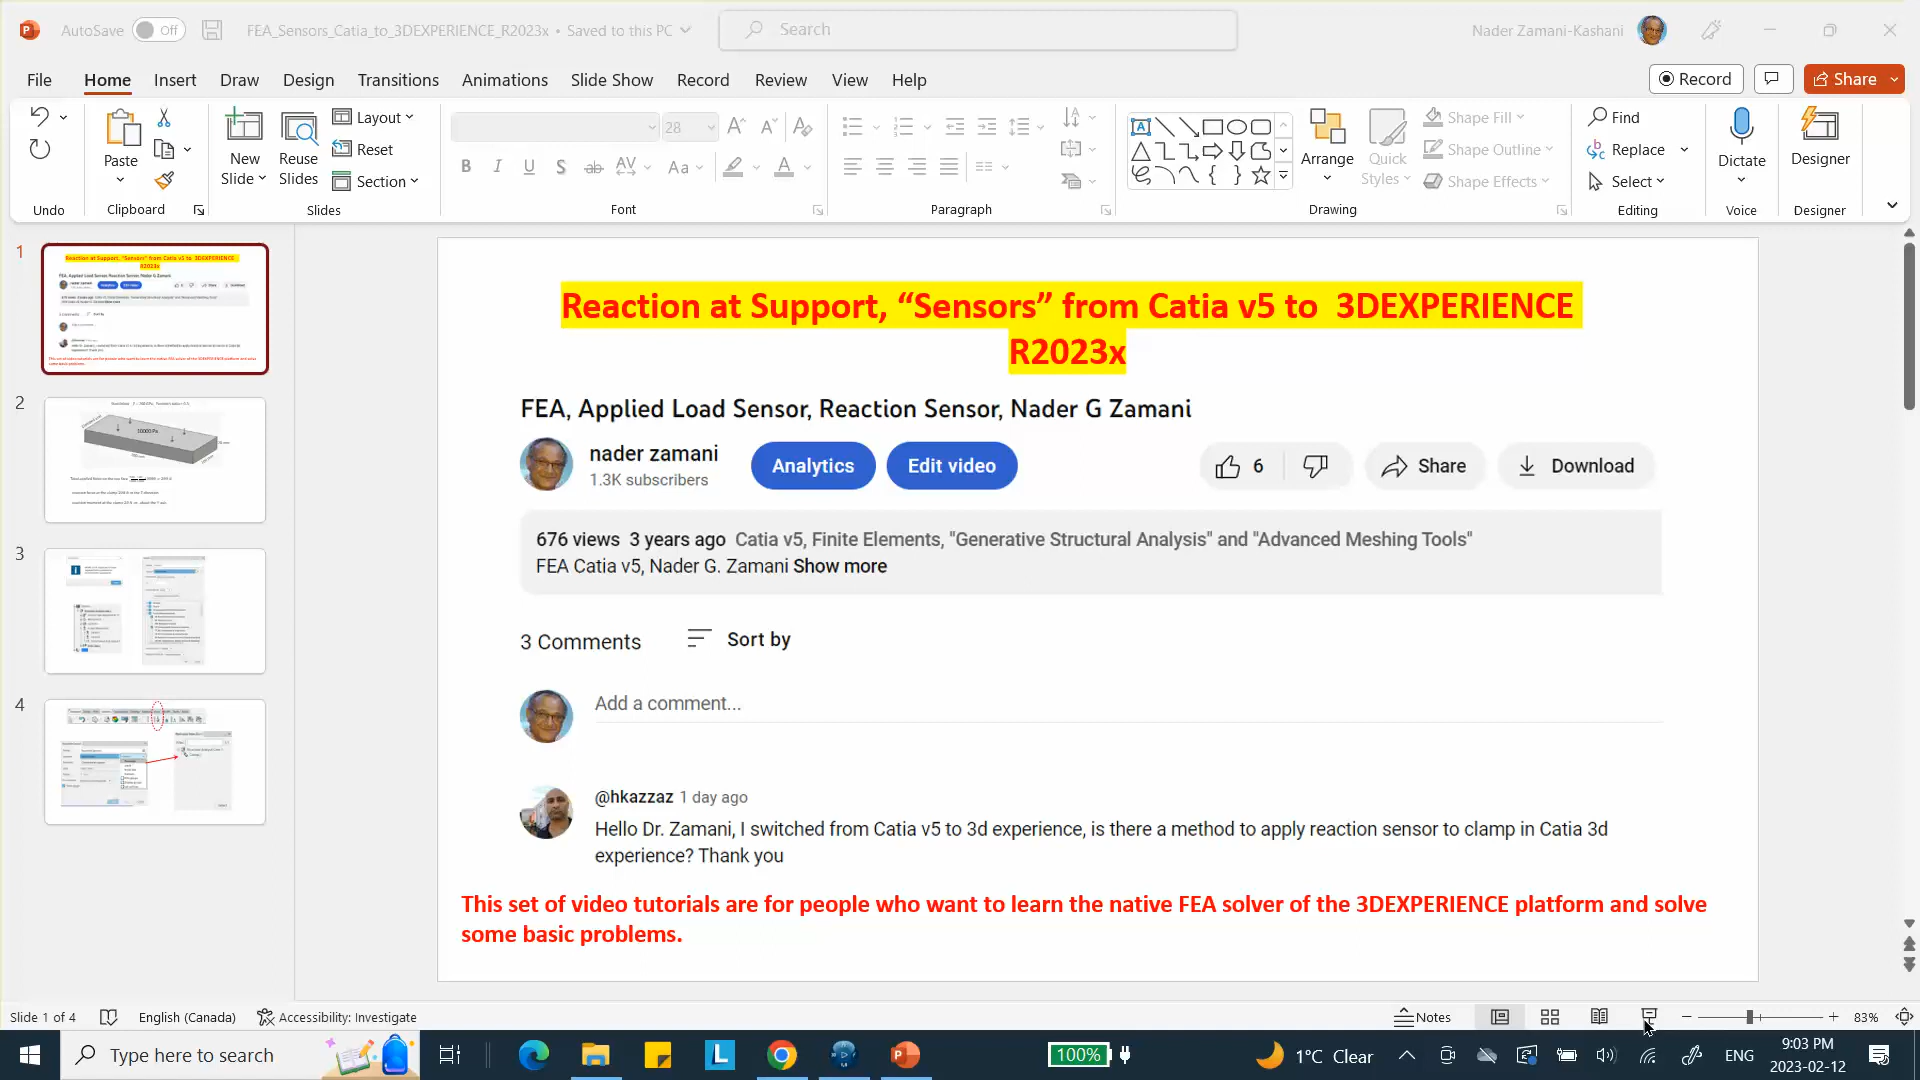 AutoSave Off FEA_Sensors_Catia_to_3DEXPERIENCE_R2023x • Saved to this PC Search Nader Zamani-Kashani
File Home Insert Draw Design Transitions Animations Slide Show Record Review View Help Record Share
Paste New Slide Reuse Slides Layout Reset Section 28 Arrange Quick Styles Shape Fill Shape Outline Shape Effects Find Replace Select Dictate Designer
Undo Clipboard Slides Font Paragraph Drawing Editing Voice Designer
1
2
3
4
10000 Pa
Reaction at Support, “Sensors” from Catia v5 to 3DEXPERIENCE
R2023x
FEA, Applied Load Sensor, Reaction Sensor, Nader G Zamani
nader zamani
1.3K subscribers
Analytics Edit video 6 Share Download
676 views 3 years ago Catia v5, Finite Elements, "Generative Structural Analysis" and "Advanced Meshing Tools"
FEA Catia v5, Nader G. Zamani Show more
3 Comments Sort by
Add a comment...
@hkazzaz 1 day ago
Hello Dr. Zamani, I switched from Catia v5 to 3d experience, is there a method to apply reaction sensor to clamp in Catia 3d
experience? Thank you
This set of video tutorials are for people who want to learn the native FEA solver of the 3DEXPERIENCE platform and solve
some basic problems.
Slide 1 of 4 English (Canada) Accessibility: Investigate Notes 83%
Type here to search 100% 1°C Clear ENG 9:03 PM
2023-02-12